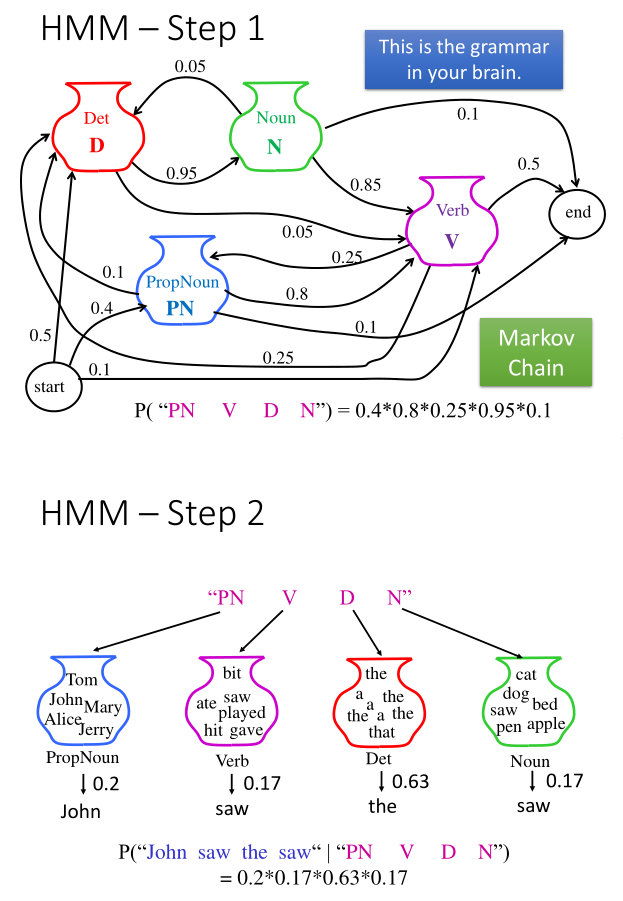 HMM – Step 1
This is the grammar
in your brain.
0.05
Det
D
Noun
N
0.1
0.95
0.85
0.5
Verb
V
end
0.05
0.25
0.1
PropNoun
PN
0.8
0.4
0.1
0.5
0.25
Markov
Chain
start
0.1
P( “PN V D N”) = 0.4*0.8*0.25*0.95*0.1
HMM – Step 2
“PN V D N”
Tom
John
Mary
Alice
Jerry
PropNoun
0.2
John
bit
ate
saw
played
hit gave
Verb
0.17
saw
the
a
a
the
the
a
the
that
Det
0.63
the
cat
dog
saw
bed
pen
apple
Noun
0.17
saw
P(“John saw the saw“ | “PN V D N”)
= 0.2*0.17*0.63*0.17